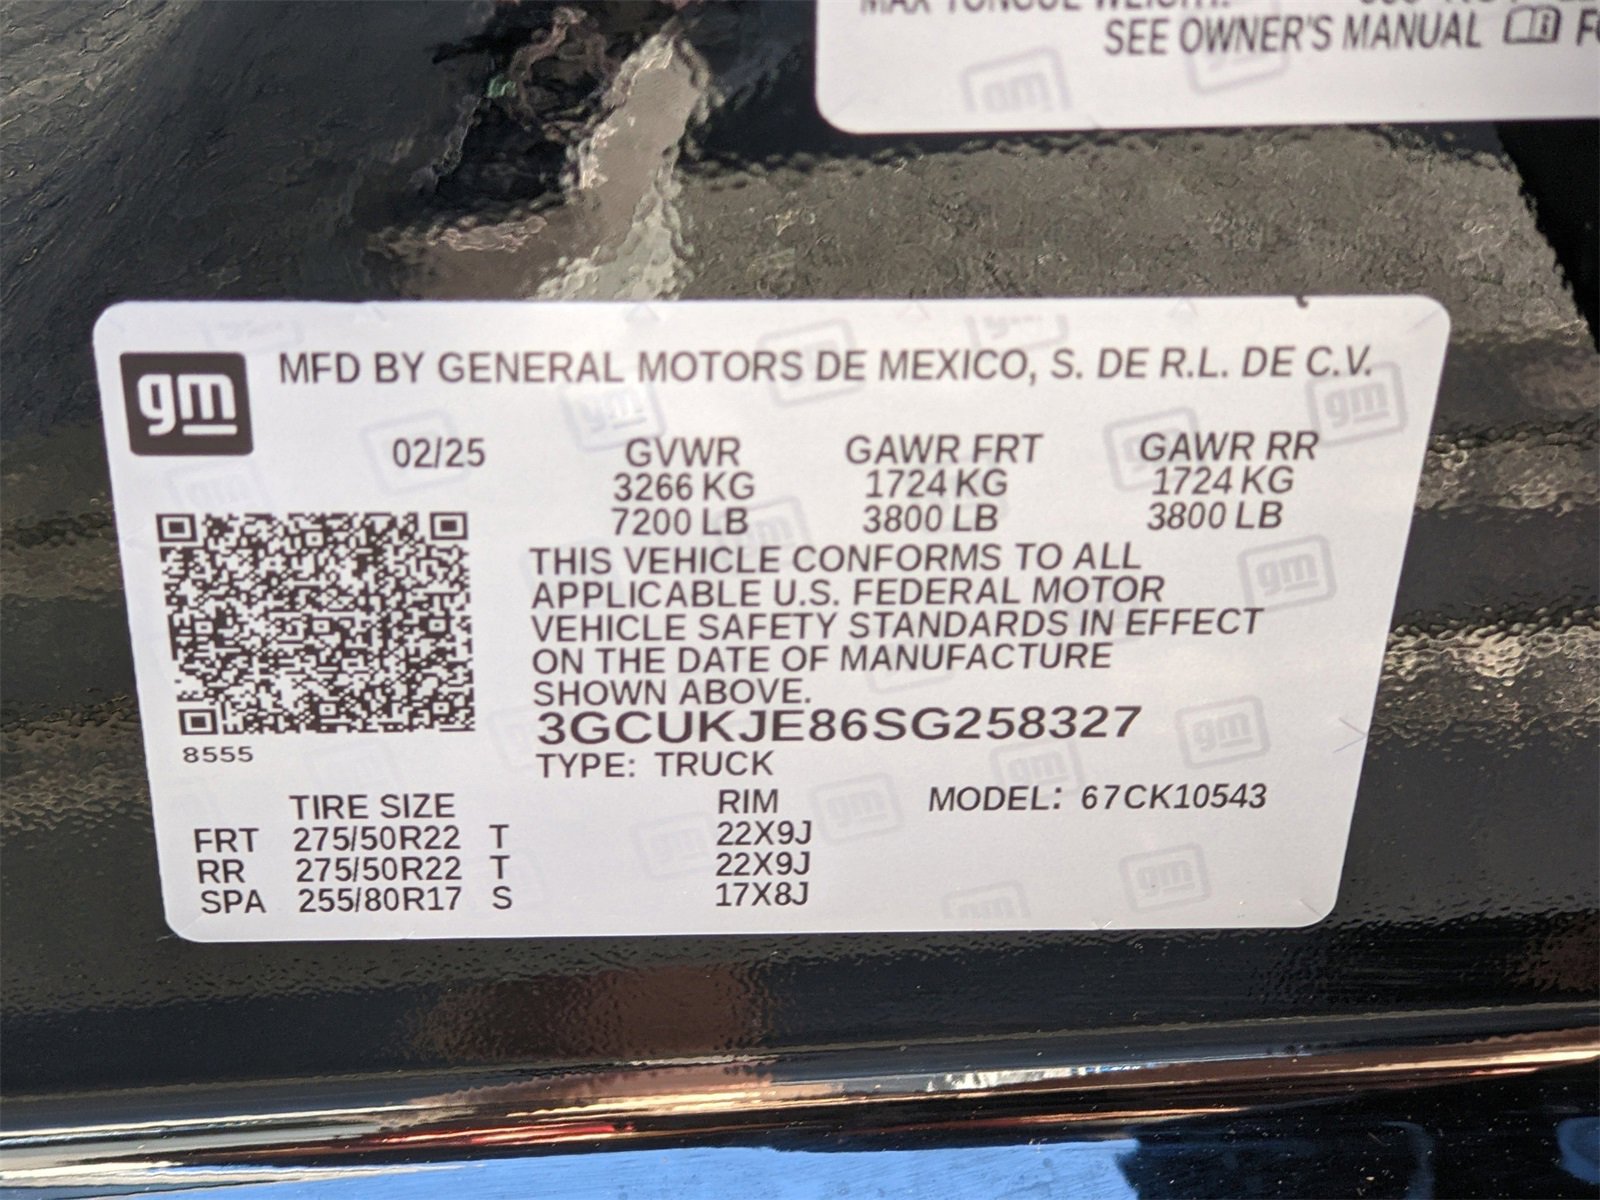 SEE OWNER'S MANUAL
gm
MFD BY GENERAL MOTORS DE MEXICO, S. DE R.L. DE C.V.
02/25 GVWR GAWR FRT GAWR RR
3266 KG 1724 KG 1724 KG
7200 LB 3800 LB 3800 LB
THIS VEHICLE CONFORMS TO ALL
APPLICABLE U.S. FEDERAL MOTOR
VEHICLE SAFETY STANDARDS IN EFFECT
ON THE DATE OF MANUFACTURE
SHOWN ABOVE.
3GCUKJE86SG258327
8555
TYPE: TRUCK
TIRE SIZE RIM MODEL: 67CK10543
FRT 275/50R22 T 22X9J
RR 275/50R22 T 22X9J
SPA 255/80R17 S 17X8J